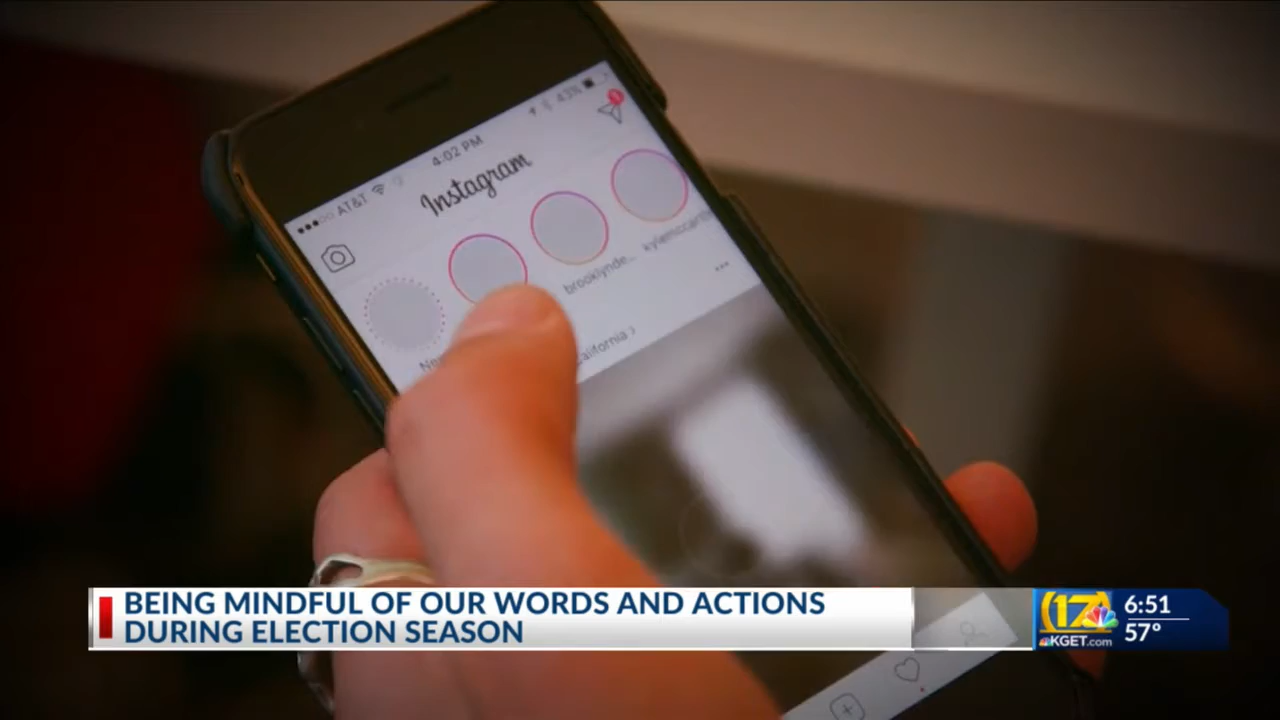 43%
4:02 PM
AT&T
Instagram
brooklynde...
California >
BEING MINDFUL OF OUR WORDS AND ACTIONS
DURING ELECTION SEASON
17
KGET.com
6:51
57°